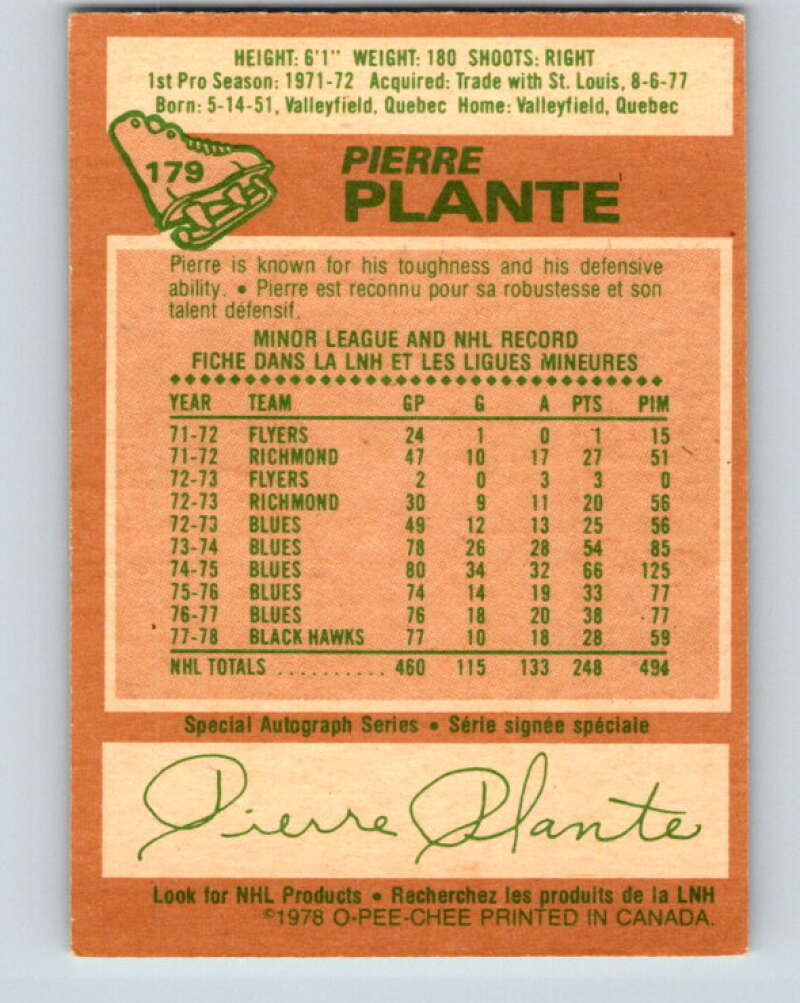 HEIGHT: 6'1" WEIGHT: 180 SHOOTS: RIGHT
1st Pro Season: 1971-72 Acquired: Trade with St. Louis, 8-6-77
Born: 5-14-51, Valleyfield, Quebec Home: Valleyfield, Quebec
179
PIERRE
PLANTE
Pierre is known for his toughness and his defensive
ability. • Pierre est reconnu pour sa robustesse et son
talent défensif.
MINOR LEAGUE AND NHL RECORD
FICHE DANS LA LNH ET LES LIGUES MINEURES
YEAR TEAM GP G A PTS PIM
71-72 FLYERS 24 1 0 1 15
71-72 RICHMOND 47 10 17 27 51
72-73 FLYERS 2 0 3 3 0
72-73 RICHMOND 30 9 11 20 56
72-73 BLUES 49 12 13 25 56
73-74 BLUES 78 26 28 54 85
74-75 BLUES 80 34 32 66 125
75-76 BLUES 74 14 19 33 77
76-77 BLUES 76 18 20 38 77
77-78 BLACK HAWKS 77 10 18 28 59
NHL TOTALS .......... 460 115 133 248 494
Special Autograph Series • Série signée spéciale
Pierre Plante
Look for NHL Products • Recherchez les produits de la LNH
©1978 O-PEE-CHEE PRINTED IN CANADA.